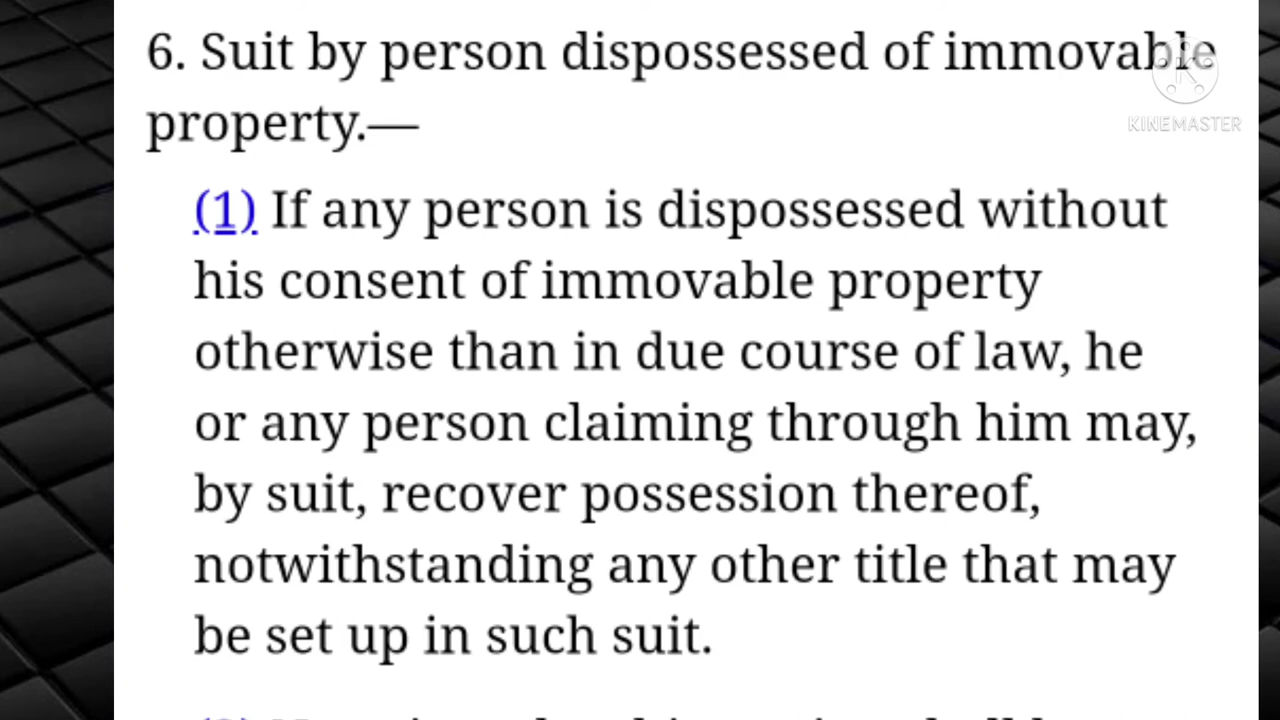 6. Suit by person dispossessed of immovable
property.—
KINEMASTER
(1) If any person is dispossessed without
his consent of immovable property
otherwise than in due course of law, he
or any person claiming through him may,
by suit, recover possession thereof,
notwithstanding any other title that may
be set up in such suit.